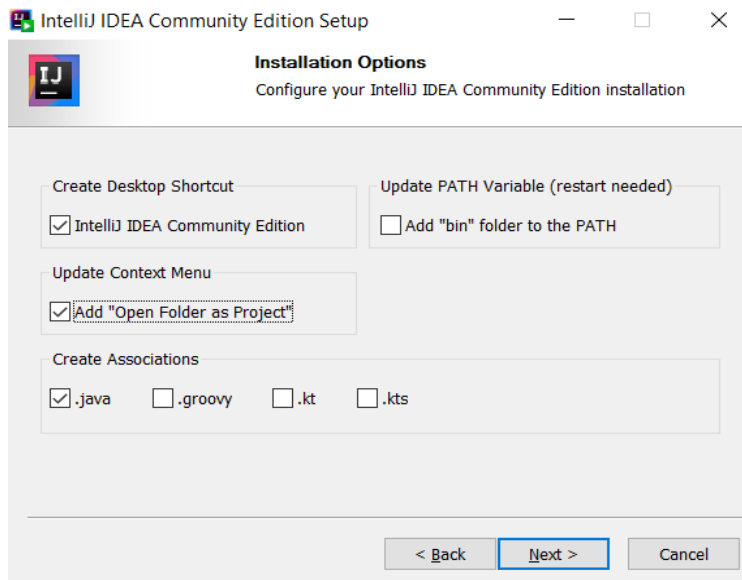 IntelliJ IDEA Community Edition Setup
IJ
Installation Options
Configure your IntelliJ IDEA Community Edition installation
Create Desktop Shortcut
IntelliJ IDEA Community Edition
Update PATH Variable (restart needed)
Add "bin" folder to the PATH
Update Context Menu
Add "Open Folder as Project"
Create Associations
.java .groovy .kt .kts
< Back Next > Cancel